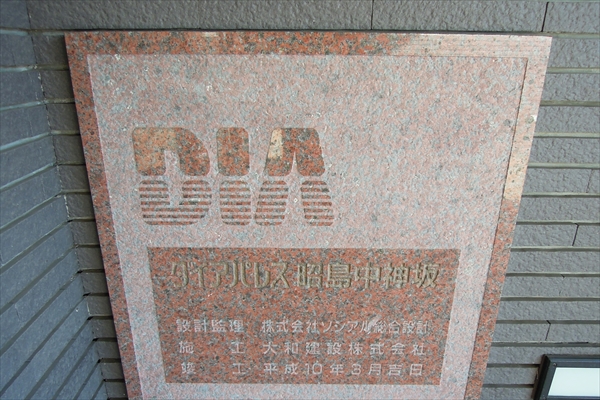 DIA
ダイアパレス昭島中神坂
設計監理 株式会社ソシアル綜合設計
施工 大和建設株式会社
竣工 平成10年3月吉日